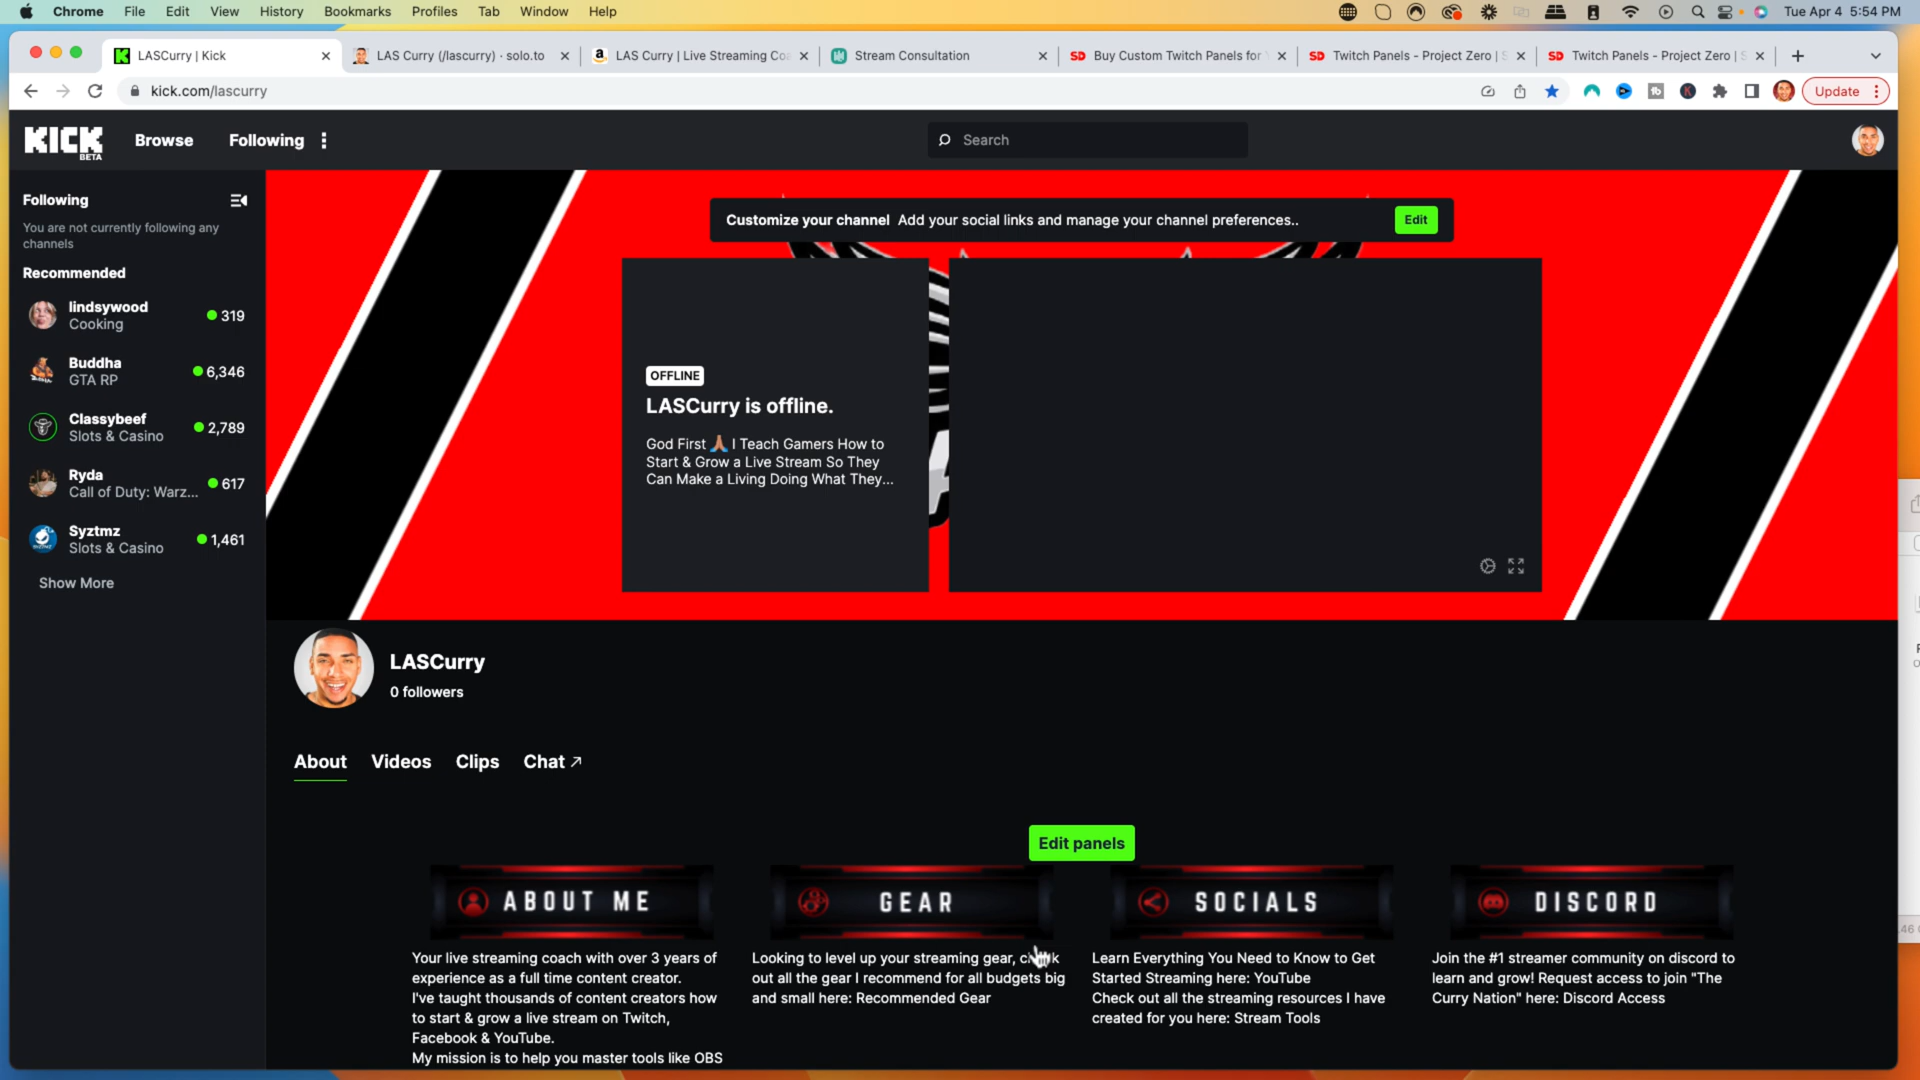 Chrome File Edit View History Bookmarks Profiles Tab Window Help Tue Apr 4 5:54 PM
LASCurry | Kick LAS Curry (/lascurry) · solo.to LAS Curry | Live Streaming Co Stream Consultation SD Buy Custom Twitch Panels for SD Twitch Panels - Project Zero | SD Twitch Panels - Project Zero |
kick.com/lascurry Update
KICK BETA Browse Following Search
Following
You are not currently following any
channels
Recommended
lindsywood
Cooking 319
Buddha
GTA RP 6,346
Classybeef
Slots & Casino 2,789
Ryda
Call of Duty: Warz... 617
Syztmz
Slots & Casino 1,461
Show More
Customize your channel Add your social links and manage your channel preferences.. Edit
OFFLINE
LASCurry is offline.
God First 🙏🏽 I Teach Gamers How to
Start & Grow a Live Stream So They
Can Make a Living Doing What They...
LASCurry
0 followers
About Videos Clips Chat
Edit panels
ABOUT ME
Your live streaming coach with over 3 years of
experience as a full time content creator.
I've taught thousands of content creators how
to start & grow a live stream on Twitch,
Facebook & YouTube.
My mission is to help you master tools like OBS
GEAR
Looking to level up your streaming gear,
out all the gear I recommend for all budgets big
and small here: Recommended Gear
SOCIALS
Learn Everything You Need to Know to Get
Started Streaming here: YouTube
Check out all the streaming resources I have
created for you here: Stream Tools
DISCORD
Join the #1 streamer community on discord to
learn and grow! Request access to join "The
Curry Nation" here: Discord Access